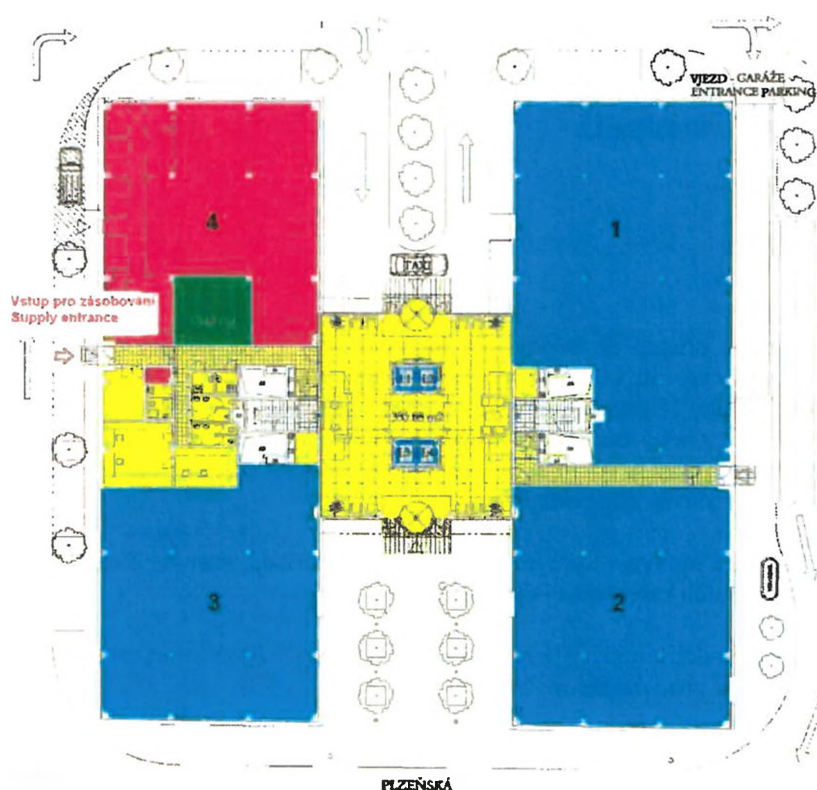 VJEZD - GARÁŽE
ENTRANCE PARKING
4
1
TAXI
Vstup pro zásobování
Supply entrance
3
2
PLZEŇSKÁ